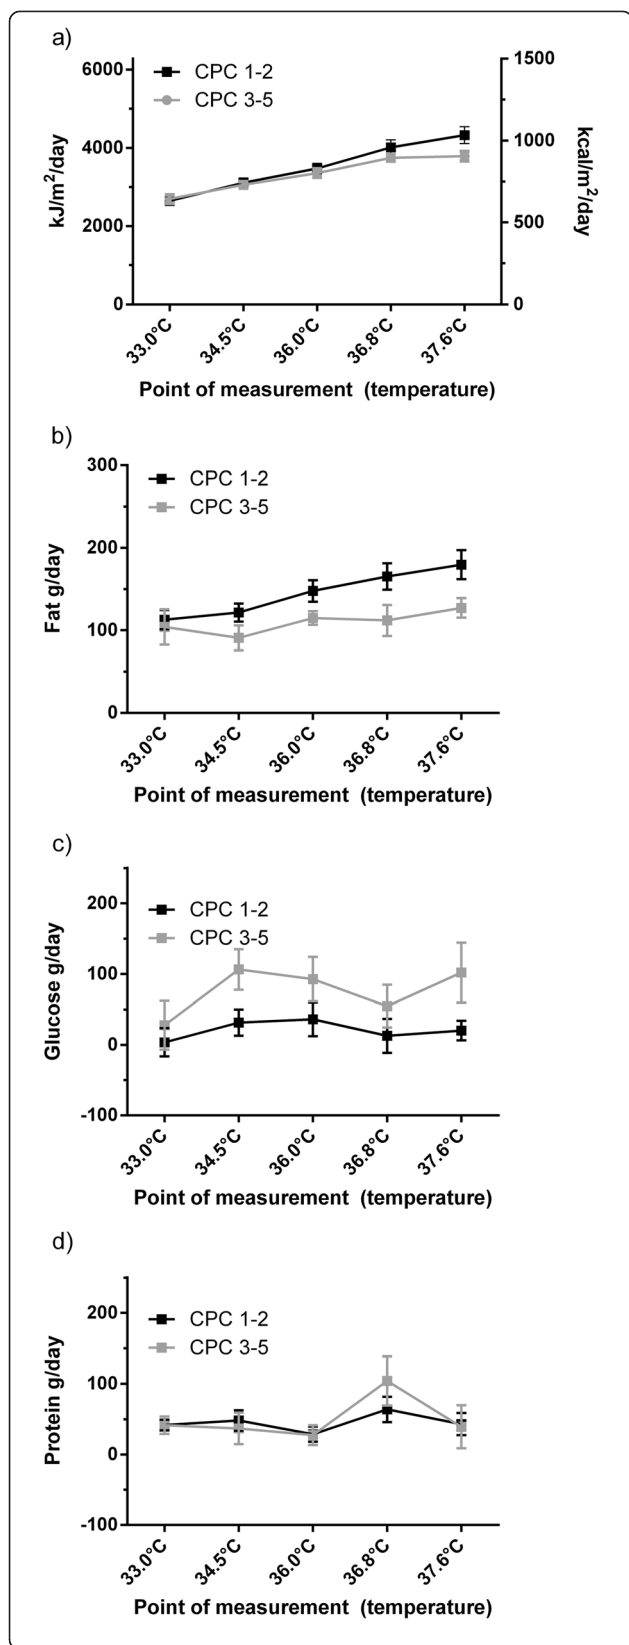 a)
6000
4000
2000
0
kJ/m²/day
CPC 1-2
CPC 3-5
1500
1000
500
0
kcal/m²/day
33.0°C
34.5°C
36.0°C
36.8°C
37.6°C
Point of measurement (temperature)
b)
300
200
100
0
Fat g/day
CPC 1-2
CPC 3-5
33.0°C
34.5°C
36.0°C
36.8°C
37.6°C
Point of measurement (temperature)
c)
200
100
0
-100
Glucose g/day
CPC 1-2
CPC 3-5
33.0°C
34.5°C
36.0°C
36.8°C
37.6°C
Point of measurement (temperature)
d)
200
100
0
-100
Protein g/day
CPC 1-2
CPC 3-5
33.0°C
34.5°C
36.0°C
36.8°C
37.6°C
Point of measurement (temperature)